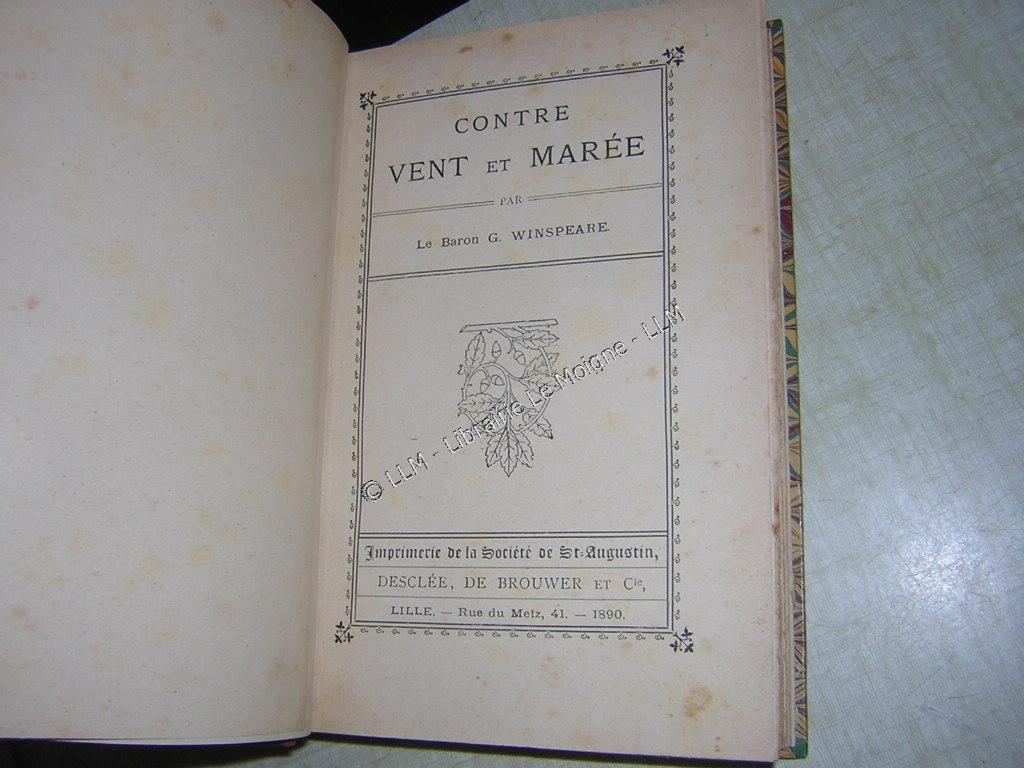 CONTRE
VENT ET MARÉE
PAR
Le Baron G. WINSPEARE.
© LLM - Librairie Le Moigne - LLM
Imprimerie de la Société de St-Augustin,
DESCLÉE, DE BROUWER ET Cie,
LILLE. — Rue du Metz, 41. — 1890.